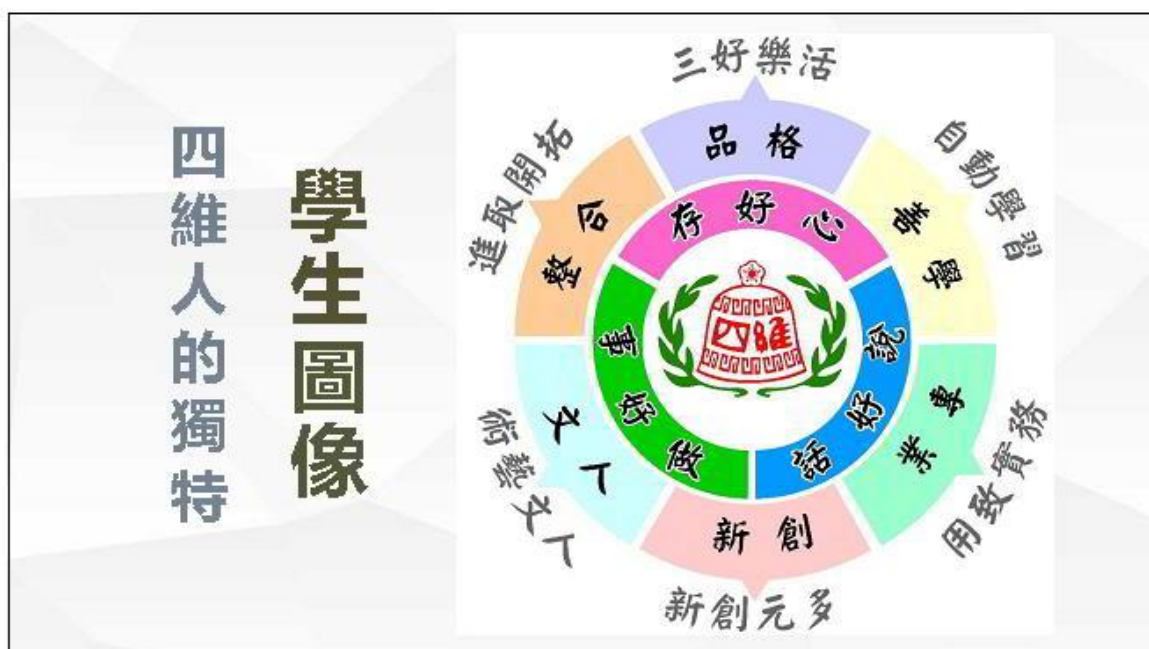 四維人的獨特
學生圖像
三好樂活
自動學習
務實致用
多元創新
人文藝術
進取開拓
品格
善學
專業
創新
人文
整合
存好心
說好話
做好事
四維